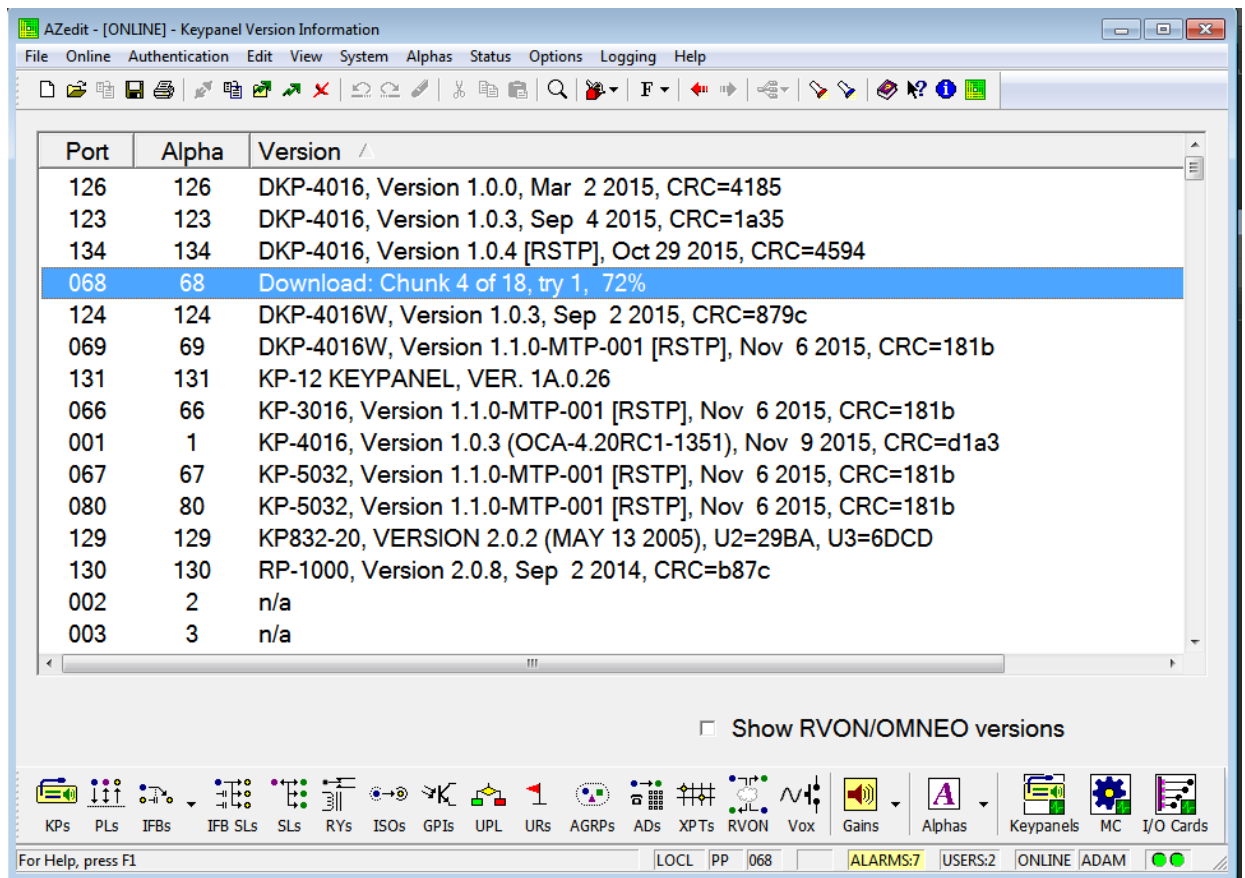 AZedit - [ONLINE] - Keypanel Version Information
File Online Authentication Edit View System Alphas Status Options Logging Help
F
Port Alpha Version
126 126 DKP-4016, Version 1.0.0, Mar 2 2015, CRC=4185
123 123 DKP-4016, Version 1.0.3, Sep 4 2015, CRC=1a35
134 134 DKP-4016, Version 1.0.4 [RSTP], Oct 29 2015, CRC=4594
068 68 Download: Chunk 4 of 18, try 1, 72%
124 124 DKP-4016W, Version 1.0.3, Sep 2 2015, CRC=879c
069 69 DKP-4016W, Version 1.1.0-MTP-001 [RSTP], Nov 6 2015, CRC=181b
131 131 KP-12 KEYPANEL, VER. 1A.0.26
066 66 KP-3016, Version 1.1.0-MTP-001 [RSTP], Nov 6 2015, CRC=181b
001 1 KP-4016, Version 1.0.3 (OCA-4.20RC1-1351), Nov 9 2015, CRC=d1a3
067 67 KP-5032, Version 1.1.0-MTP-001 [RSTP], Nov 6 2015, CRC=181b
080 80 KP-5032, Version 1.1.0-MTP-001 [RSTP], Nov 6 2015, CRC=181b
129 129 KP832-20, VERSION 2.0.2 (MAY 13 2005), U2=29BA, U3=6DCD
130 130 RP-1000, Version 2.0.8, Sep 2 2014, CRC=b87c
002 2 n/a
003 3 n/a
Show RVON/OMNEO versions
A
KPs PLs IFBs IFB SLs SLs RYs ISOs GPIs UPL URs AGRPs ADs XPTs RVON Vox Gains Alphas Keypanels MC I/O Cards
For Help, press F1 LOCL PP 068 ALARMS:7 USERS:2 ONLINE ADAM